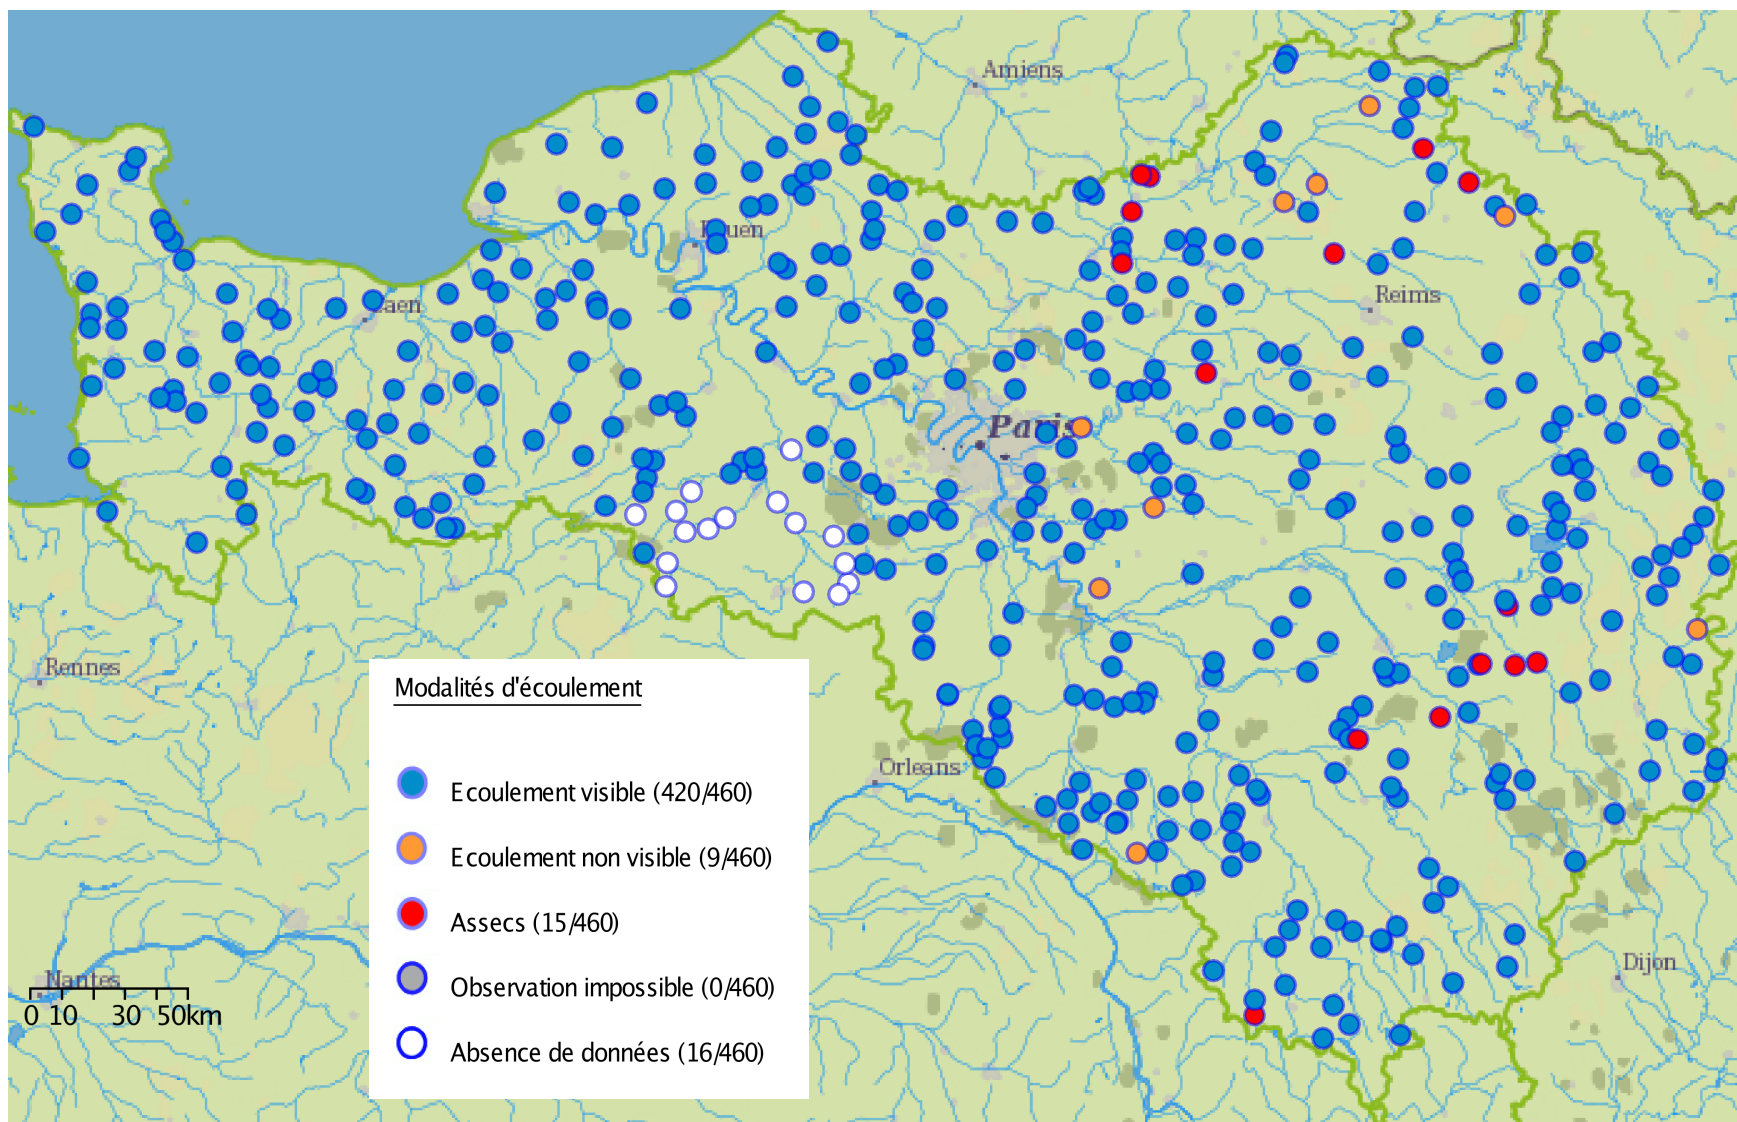 Amiens
Rouen
Reims
Caen
Paris
Rennes
Modalités d'écoulement
Orleans
Ecoulement visible (420/460)
Ecoulement non visible (9/460)
Assecs (15/460)
Dijon
Nantes
Observation impossible (0/460)
0 10 30 50km
Absence de données (16/460)